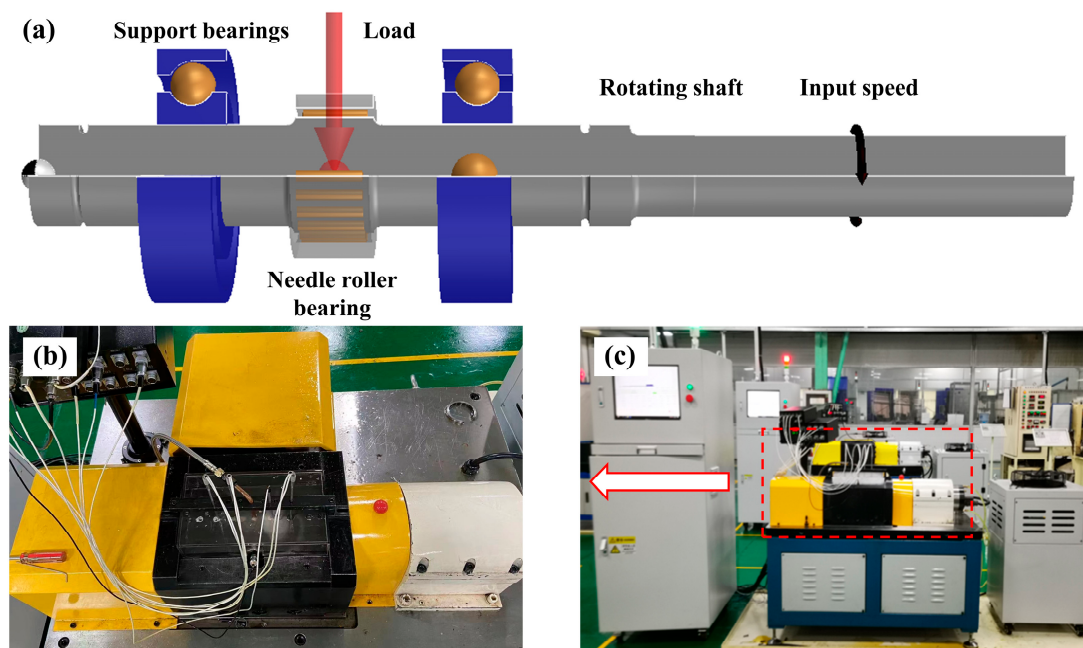 (a)
Support bearings
Load
Rotating shaft
Input speed
Needle roller
bearing
(b)
(c)